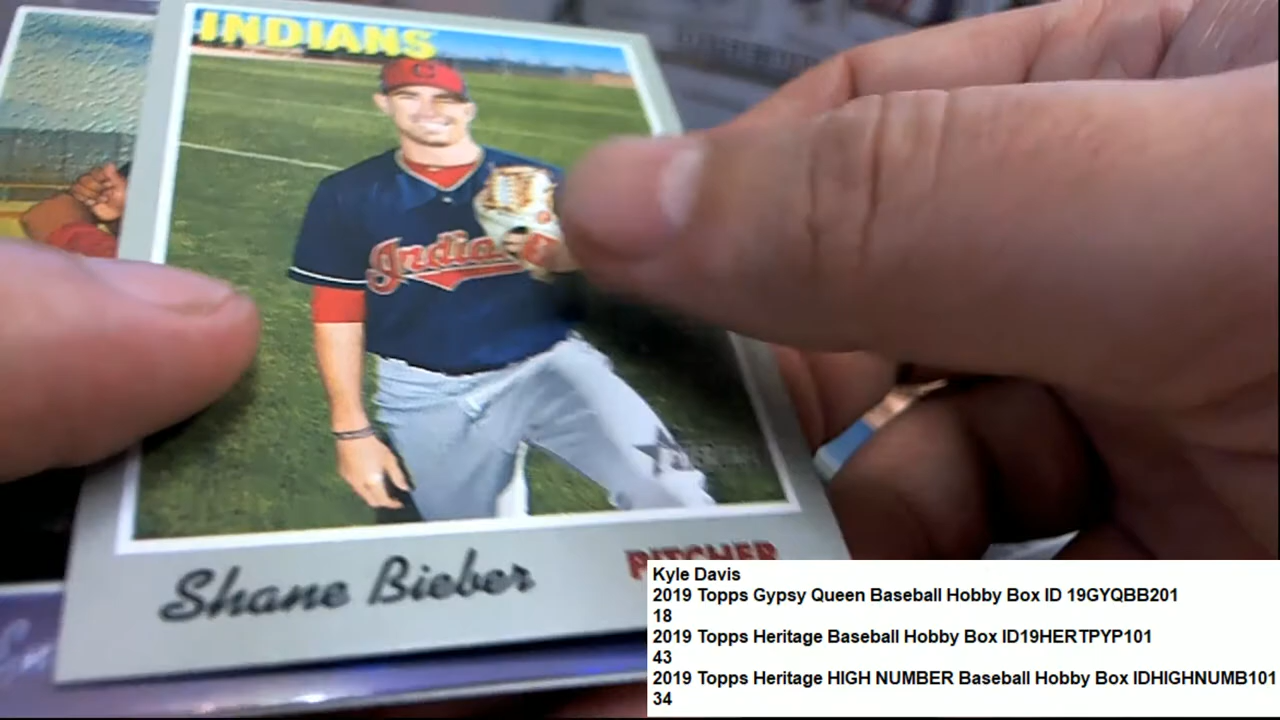 INDIANS
C
Indians
Shane Bieber
PITCHER
Kyle Davis
2019 Topps Gypsy Queen Baseball Hobby Box ID 19GYQBB201
18
2019 Topps Heritage Baseball Hobby Box ID19HERTPYP101
43
2019 Topps Heritage HIGH NUMBER Baseball Hobby Box IDHIGHNUMB101
34